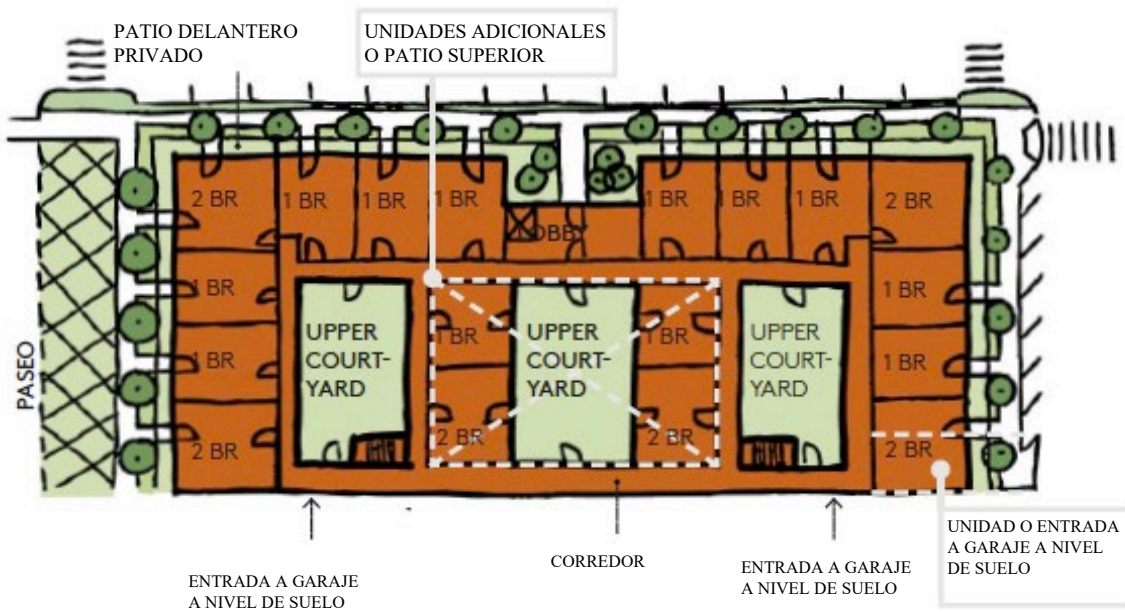 PATIO DELANTERO
PRIVADO
UNIDADES ADICIONALES
O PATIO SUPERIOR
2 BR
1 BR
1 BR
1 BR
LOBBY
1 BR
1 BR
1 BR
2 BR
1 BR
1 BR
2 BR
UPPER
COURT-
YARD
1 BR
2 BR
UPPER
COURT-
YARD
1 BR
2 BR
UPPER
COURT-
YARD
1 BR
1 BR
2 BR
PASEO
ENTRADA A GARAJE
A NIVEL DE SUELO
CORREDOR
ENTRADA A GARAJE
A NIVEL DE SUELO
UNIDAD O ENTRADA
A GARAJE A NIVEL
DE SUELO